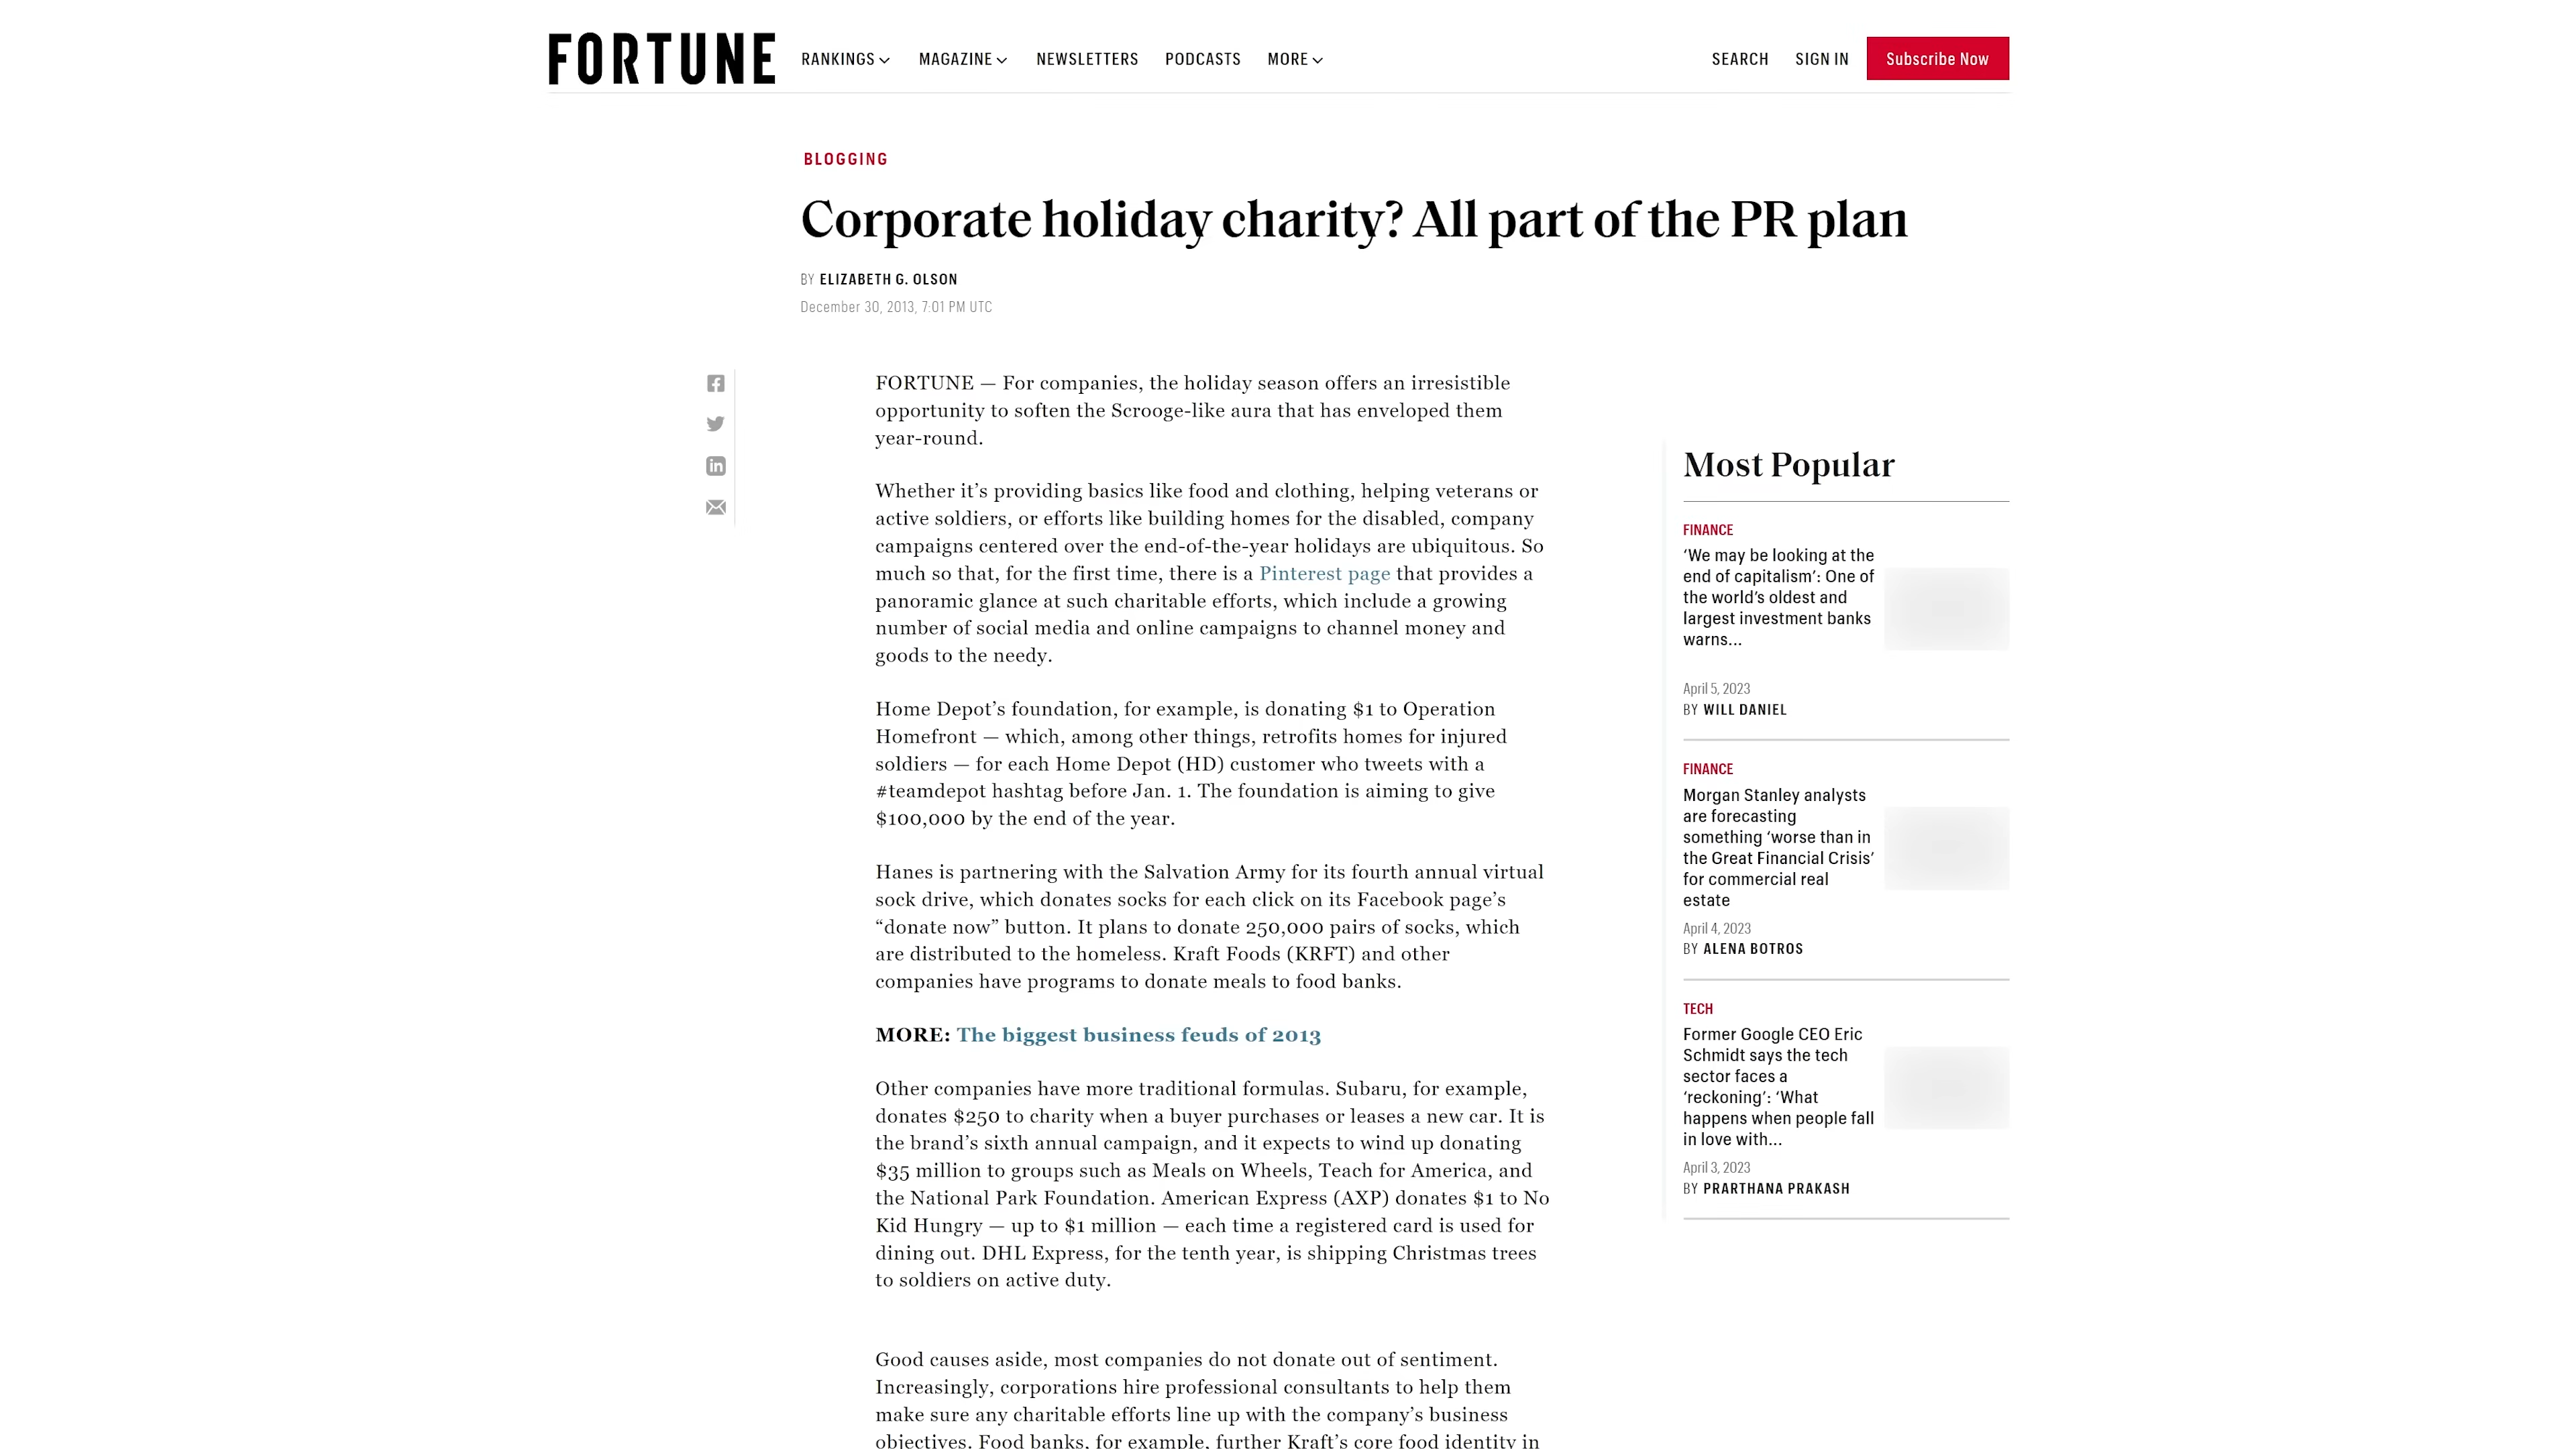 FORTUNE
RANKINGS
MAGAZINE
NEWSLETTERS
PODCASTS
MORE
SEARCH
SIGN IN
Subscribe Now
BLOGGING
Corporate holiday charity? All part of the PR plan
BY ELIZABETH G. OLSON
December 30, 2013, 7:01 PM UTC
FORTUNE — For companies, the holiday season offers an irresistible
opportunity to soften the Scrooge-like aura that has enveloped them
year-round.
Whether it’s providing basics like food and clothing, helping veterans or
active soldiers, or efforts like building homes for the disabled, company
campaigns centered over the end-of-the-year holidays are ubiquitous. So
much so that, for the first time, there is a Pinterest page that provides a
panoramic glance at such charitable efforts, which include a growing
number of social media and online campaigns to channel money and
goods to the needy.
Home Depot’s foundation, for example, is donating $1 to Operation
Homefront — which, among other things, retrofits homes for injured
soldiers — for each Home Depot (HD) customer who tweets with a
#teamdepot hashtag before Jan. 1. The foundation is aiming to give
$100,000 by the end of the year.
Hanes is partnering with the Salvation Army for its fourth annual virtual
sock drive, which donates socks for each click on its Facebook page’s
“donate now” button. It plans to donate 250,000 pairs of socks, which
are distributed to the homeless. Kraft Foods (KRFT) and other
companies have programs to donate meals to food banks.
MORE: The biggest business feuds of 2013
Other companies have more traditional formulas. Subaru, for example,
donates $250 to charity when a buyer purchases or leases a new car. It is
the brand’s sixth annual campaign, and it expects to wind up donating
$35 million to groups such as Meals on Wheels, Teach for America, and
the National Park Foundation. American Express (AXP) donates $1 to No
Kid Hungry — up to $1 million — each time a registered card is used for
dining out. DHL Express, for the tenth year, is shipping Christmas trees
to soldiers on active duty.
Good causes aside, most companies do not donate out of sentiment.
Increasingly, corporations hire professional consultants to help them
make sure any charitable efforts line up with the company’s business
objectives. Food banks, for example, further Kraft’s core food identity in
Most Popular
FINANCE
‘We may be looking at the
end of capitalism’: One of
the world’s oldest and
largest investment banks
warns...
April 5, 2023
BY WILL DANIEL
FINANCE
Morgan Stanley analysts
are forecasting
something ‘worse than in
the Great Financial Crisis’
for commercial real
estate
April 4, 2023
BY ALENA BOTROS
TECH
Former Google CEO Eric
Schmidt says the tech
sector faces a
‘reckoning’: ‘What
happens when people fall
in love with...
April 3, 2023
BY PRARTHANA PRAKASH